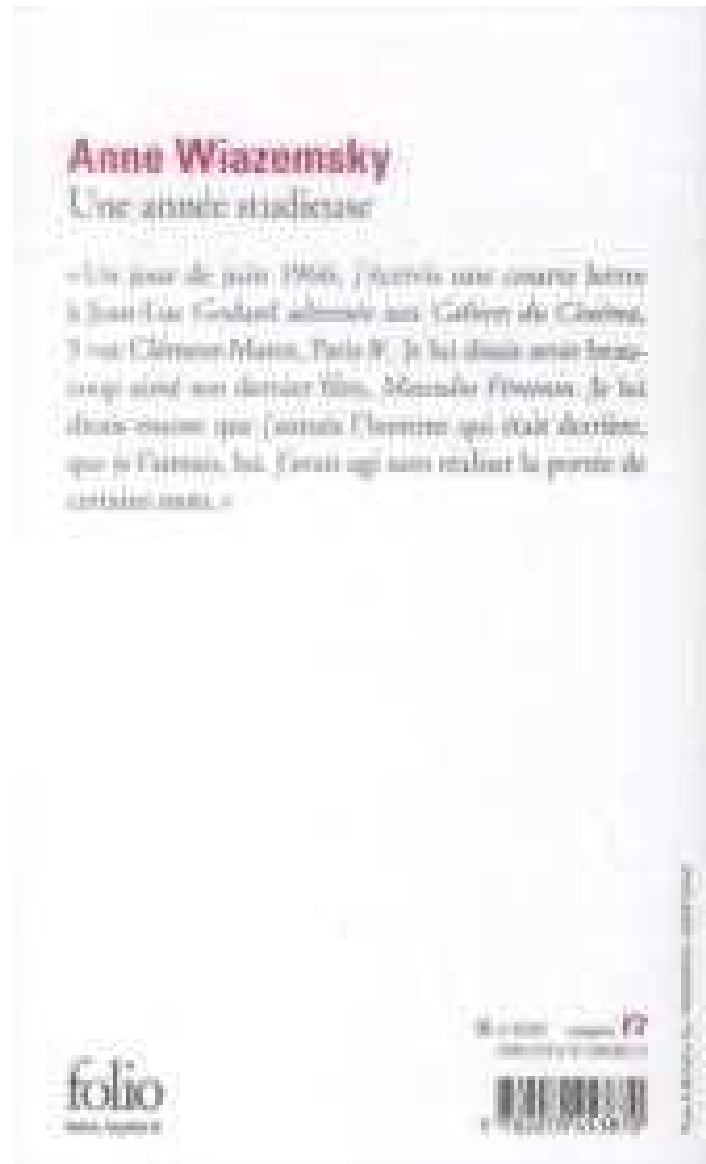 Anne Wiazemsky
Une année studieuse
«Un jour de juin 1966, j'écrivis une courte lettre
à Jean-Luc Godard adressée aux Cahiers du Cinéma,
5 rue Clément-Marot, Paris 8e. Je lui disais avoir beau-
coup aimé son dernier film, Masculin Féminin. Je lui
disais encore que j'aimais l'homme qui était derrière,
que je l'aimais, lui. J'avais agi sans réaliser la portée de
certains mots.»
folio
F7